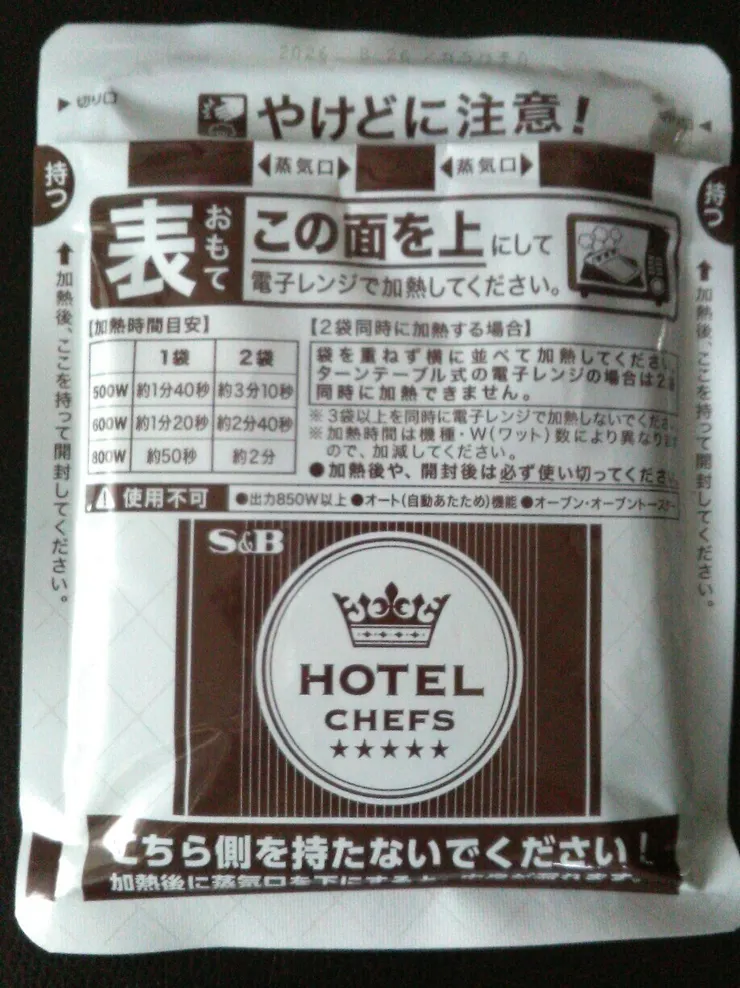 2026. 8.26
切り口
やけどに注意!
蒸気口 蒸気口
持つ
持つ
表 おもて この面を上にして
電子レンジで加熱してください。
加熱後、ここを持って開封してください。
加熱後、ここを持って開封してください。
【加熱時間目安】
1袋 2袋
500W 約1分40秒 約3分10秒
600W 約1分20秒 約2分40秒
800W 約50秒 約2分
【2袋同時に加熱する場合】
袋を重ねず横に並べて加熱してください。
ターンテーブル式の電子レンジの場合は2袋
同時に加熱できません。
※3袋以上を同時に電子レンジで加熱しないでくださ
※加熱時間は機種・W(ワット)数により異なります
ので、加減してください。
●加熱後や、開封後は必ず使い切ってくださ
使用不可 ●出力850W以上 ●オート(自動あたため)機能 ●オーブン・オーブントースター
S&B
HOTEL
CHEFS
こちら側を持たないでください!
加熱後に蒸気口を下にすると、